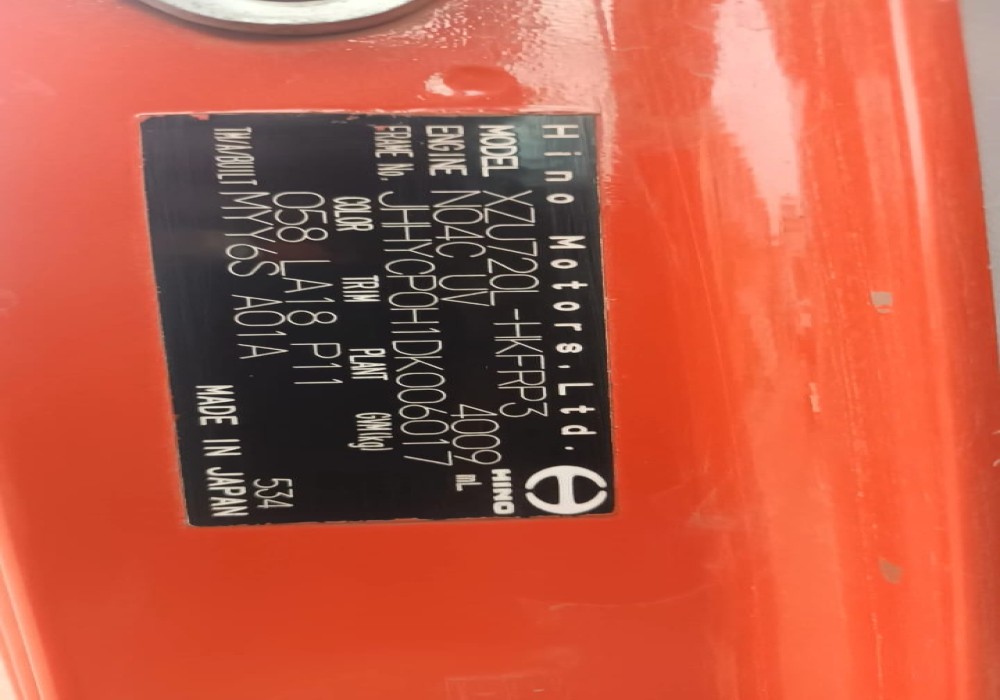 Hino Motors.Ltd.
HINO
MODEL XZU720L-HKFRP3
ENGINE N04C UV 4009 mL
FRAME No. JHHYCP0H1DK006017
COLOR TRIM PLANT GVM(kg)
058 LA18 P11
TM/A/BUILT MYY6S A01A
534
MADE IN JAPAN